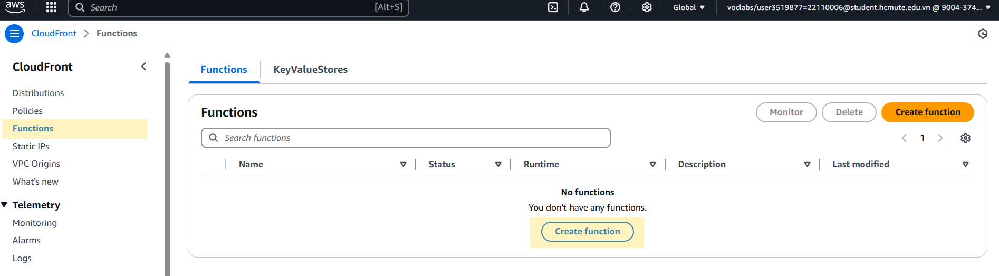 aws
Search [Alt+S] Global voclabs/user3519877=22110006@student.hcmute.edu.vn @ 9004-374...
CloudFront Functions
CloudFront
Distributions
Policies
Functions
Static IPs
VPC Origins
What's new
Telemetry
Monitoring
Alarms
Logs
Functions KeyValueStores
Functions Monitor Delete Create function
Search functions 1
Name Status Runtime Description Last modified
No functions
You don't have any functions.
Create function